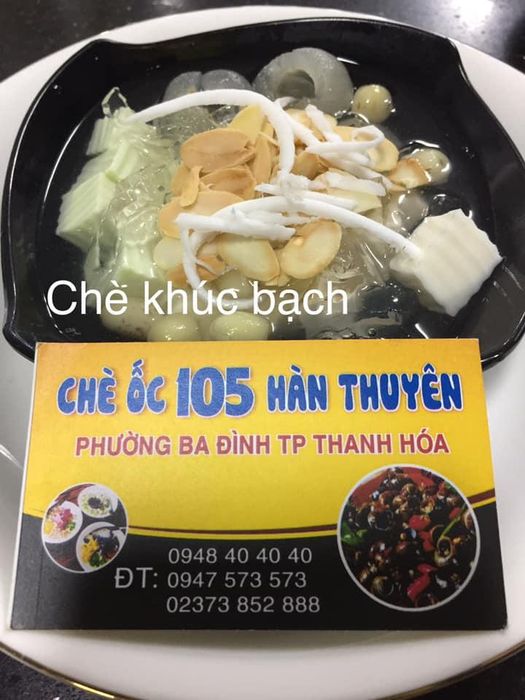 Chè khúc bạch
CHÈ ỐC 105 HÀN THUYÊN
PHƯỜNG BA ĐÌNH TP THANH HÓA
0948 40 40 40
ĐT: 0947 573 573
02373 852 888